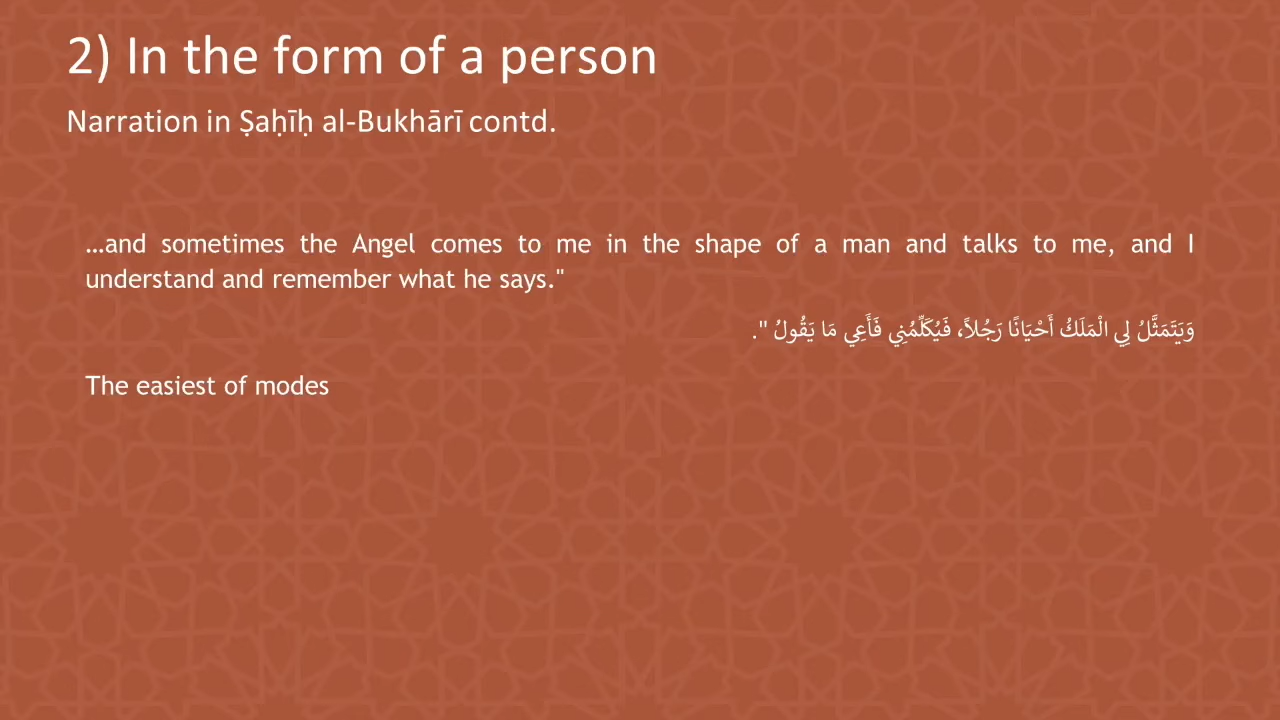 2) In the form of a person
Narration in Ṣaḥīḥ al-Bukhārī contd.
…and sometimes the Angel comes to me in the shape of a man and talks to me, and I
understand and remember what he says."
وَيَتَمَثَّلُ لِي الْمَلَكُ أَحْيَانًا رَجُلاً، فَيُكَلِّمُنِي فَأَعِي مَا يَقُولُ ".
The easiest of modes